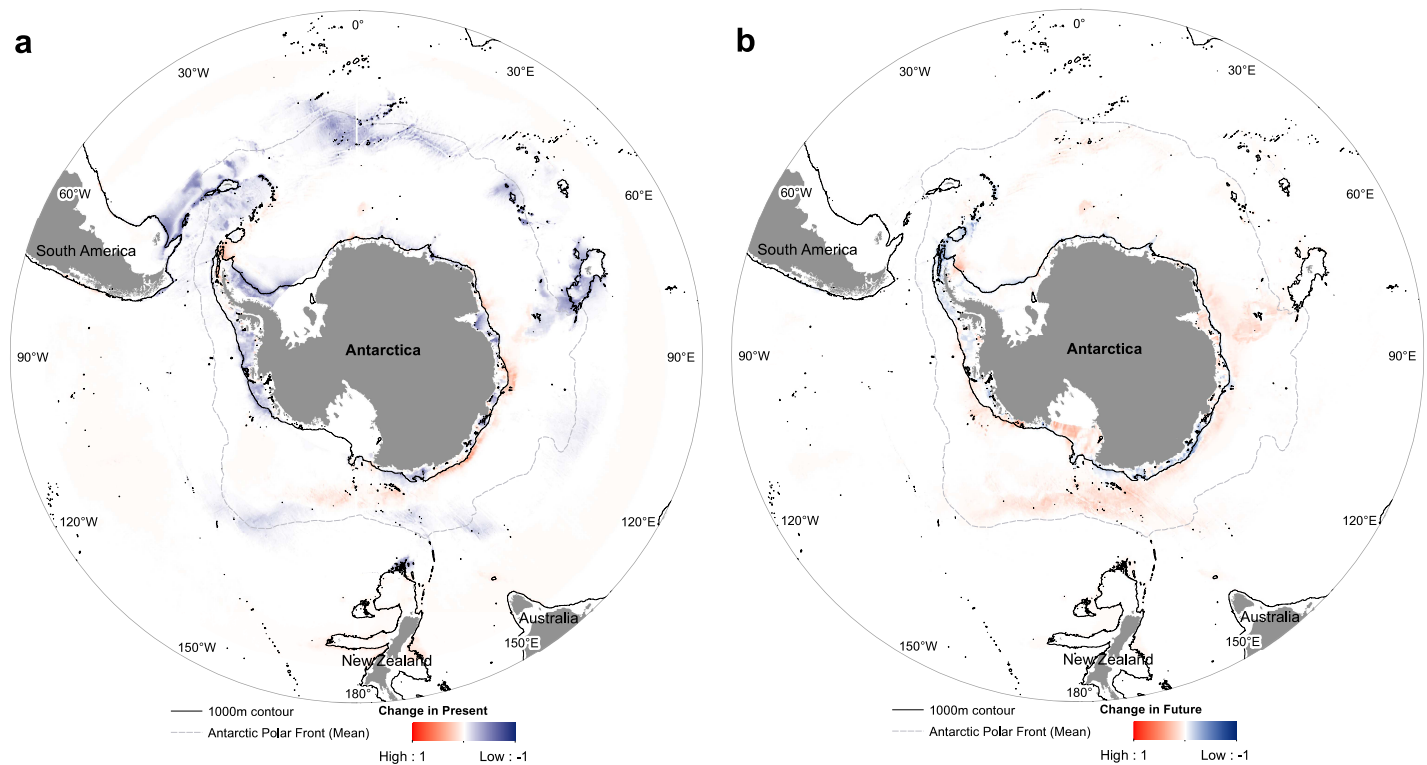 a
0°
30°W
30°E
60°W
60°E
South America
90°W
Antarctica
90°E
120°W
120°E
Australia
150°W
150°E
New Zealand
180°
1000m contour
Antarctic Polar Front (Mean)
Change in Present
High : 1
Low : -1
b
0°
30°W
30°E
60°W
60°E
South America
90°W
Antarctica
90°E
120°W
120°E
Australia
150°W
150°E
New Zealand
180°
1000m contour
Antarctic Polar Front (Mean)
Change in Future
High : 1
Low : -1